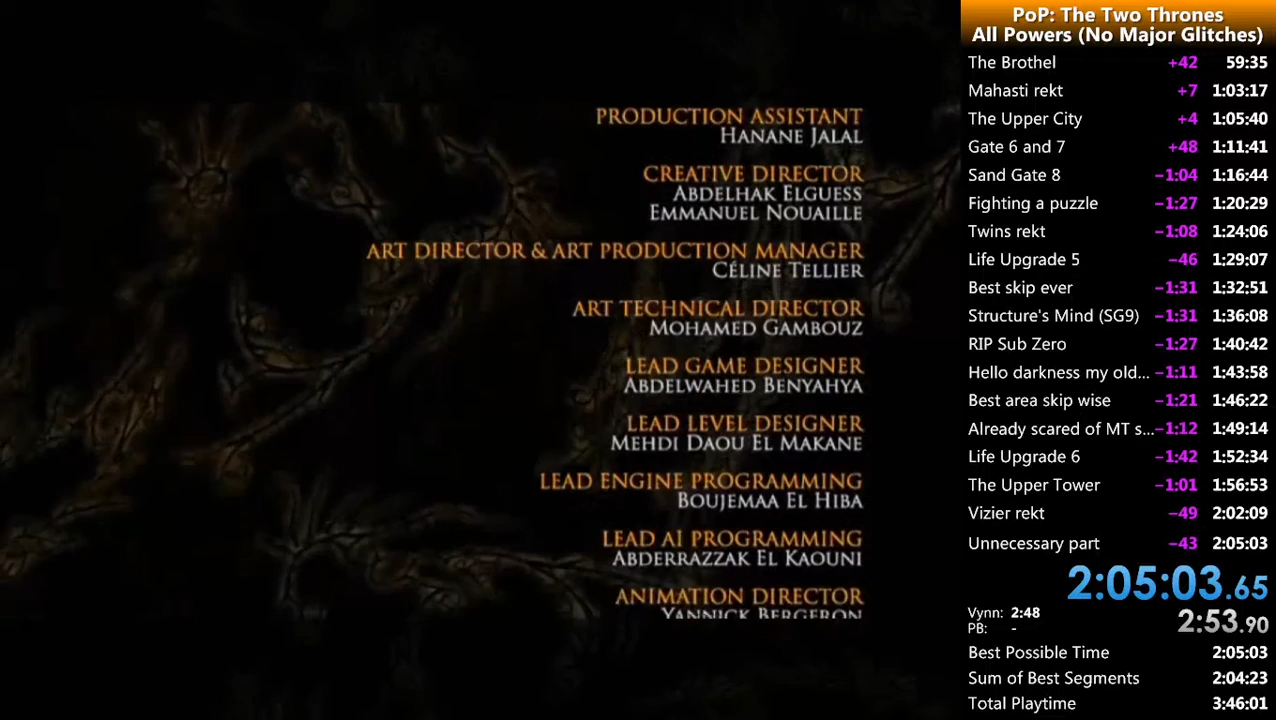 PRODUCTION ASSISTANT
HANANE JALAL
CREATIVE DIRECTOR
ABDELHAK ELGUESS
EMMANUEL NOUAILLE
ART DIRECTOR & ART PRODUCTION MANAGER
CÉLINE TELLIER
ART TECHNICAL DIRECTOR
MOHAMED GAMBOUZ
LEAD GAME DESIGNER
ABDELWAHED BENYAHYA
LEAD LEVEL DESIGNER
MEHDI DAOU EL MAKANE
LEAD ENGINE PROGRAMMING
BOUJEMAA EL HIBA
LEAD AI PROGRAMMING
ABDERRAZZAK EL KAOUNI
ANIMATION DIRECTOR
YANNICK BERGERON
PoP: The Two Thrones
All Powers (No Major Glitches)
The Brothel +42 59:35
Mahasti rekt +7 1:03:17
The Upper City +4 1:05:40
Gate 6 and 7 +48 1:11:41
Sand Gate 8 −1:04 1:16:44
Fighting a puzzle −1:27 1:20:29
Twins rekt −1:08 1:24:06
Life Upgrade 5 −46 1:29:07
Best skip ever −1:31 1:32:51
Structure's Mind (SG9) −1:31 1:36:08
RIP Sub Zero −1:27 1:40:42
Hello darkness my old... −1:11 1:43:58
Best area skip wise −1:21 1:46:22
Already scared of MT s... −1:12 1:49:14
Life Upgrade 6 −1:42 1:52:34
The Upper Tower −1:01 1:56:53
Vizier rekt −49 2:02:09
Unnecessary part −43 2:05:03
2:05:03.65
Vynn: 2:48
PB: -
2:53.90
Best Possible Time 2:05:03
Sum of Best Segments 2:04:23
Total Playtime 3:46:01